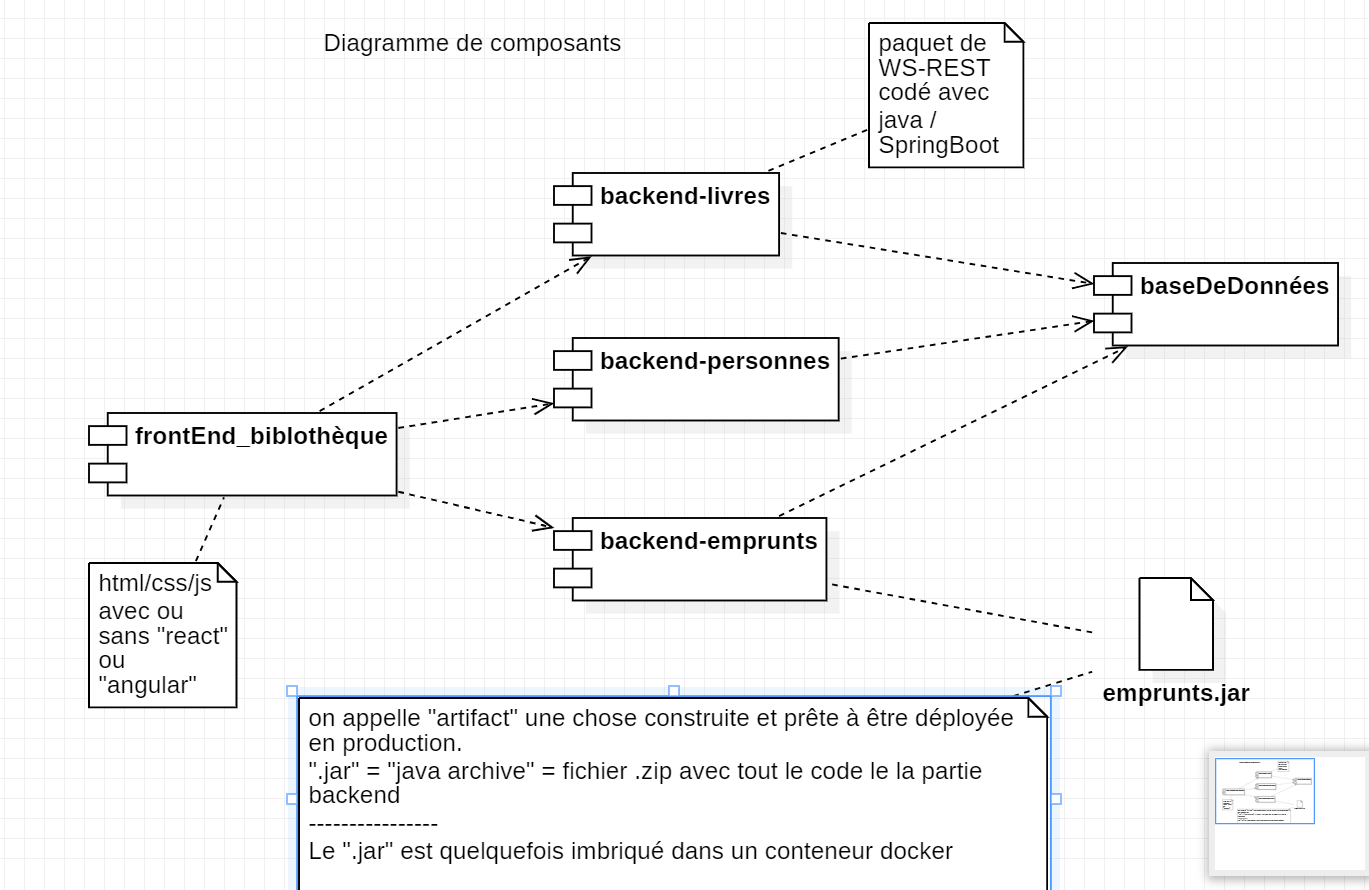 Diagramme de composants
paquet de
WS-REST
codé avec
java /
SpringBoot
backend-livres
baseDeDonnées
backend-personnes
frontEnd_biblothèque
backend-emprunts
html/css/js
avec ou
sans "react"
ou
"angular"
emprunts.jar
on appelle "artifact" une chose construite et prête à être déployée
en production.
".jar" = "java archive" = fichier .zip avec tout le code le la partie
backend
----------------
Le ".jar" est quelquefois imbriqué dans un conteneur docker